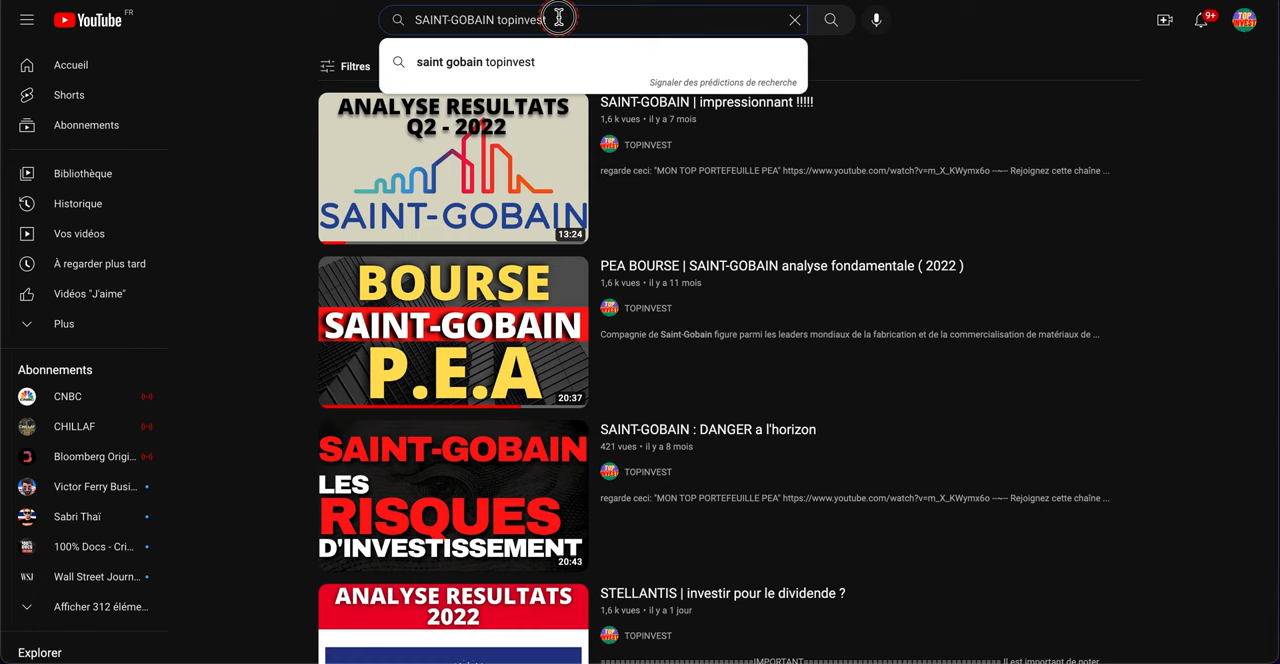 YouTube FR
SAINT-GOBAIN topinvest
9+
TOP
INVEST
saint gobain topinvest
Signaler des prédictions de recherche
Filtres
Accueil
Shorts
Abonnements
Bibliothèque
Historique
Vos vidéos
À regarder plus tard
Vidéos "J'aime"
Plus
Abonnements
CNBC
CHILLAF
Bloomberg Origi...
Victor Ferry Busi...
Sabri Thaï
100% Docs - Cri...
WSJ
Wall Street Journ...
Afficher 312 éléme...
Explorer
ANALYSE RESULTATS
Q2 - 2022
SAINT-GOBAIN
13:24
SAINT-GOBAIN | impressionnant !!!!!
1,6 k vues • il y a 7 mois
TOPINVEST
regarde ceci: "MON TOP PORTEFEUILLE PEA" https://www.youtube.com/watch?v=m_X_KWymx6o ---~--- Rejoignez cette chaîne ...
BOURSE
SAINT-GOBAIN
P.E.A
20:37
PEA BOURSE | SAINT-GOBAIN analyse fondamentale ( 2022 )
1,6 k vues • il y a 11 mois
TOPINVEST
Compagnie de Saint-Gobain figure parmi les leaders mondiaux de la fabrication et de la commercialisation de matériaux de ...
SAINT-GOBAIN
LES
RISQUES
D'INVESTISSEMENT
20:43
SAINT-GOBAIN : DANGER a l'horizon
421 vues • il y a 8 mois
TOPINVEST
regarde ceci: "MON TOP PORTEFEUILLE PEA" https://www.youtube.com/watch?v=m_X_KWymx6o ---~--- Rejoignez cette chaîne ...
ANALYSE RESULTATS
2022
STELLANTIS | investir pour le dividende ?
1,6 k vues • il y a 1 jour
TOPINVEST